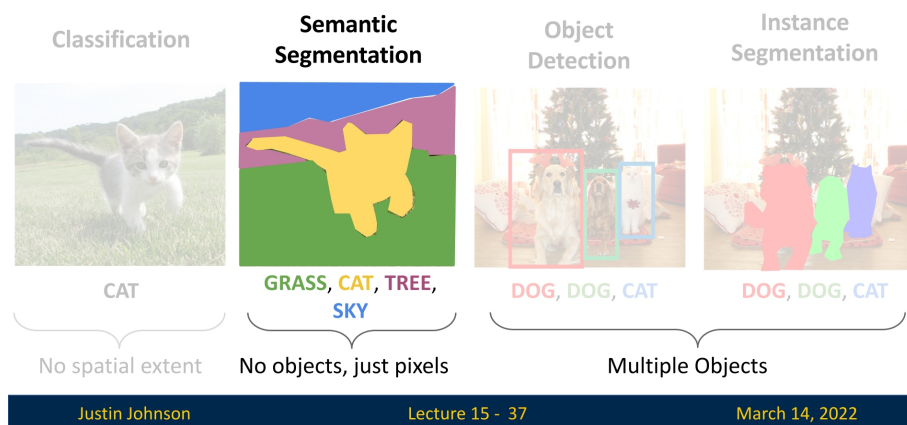 Classification
Semantic
Segmentation
Object
Detection
Instance
Segmentation
CAT
GRASS, CAT, TREE,
SKY
DOG, DOG, CAT
DOG, DOG, CAT
No spatial extent
No objects, just pixels
Multiple Objects
Justin Johnson
Lecture 15 - 37
March 14, 2022